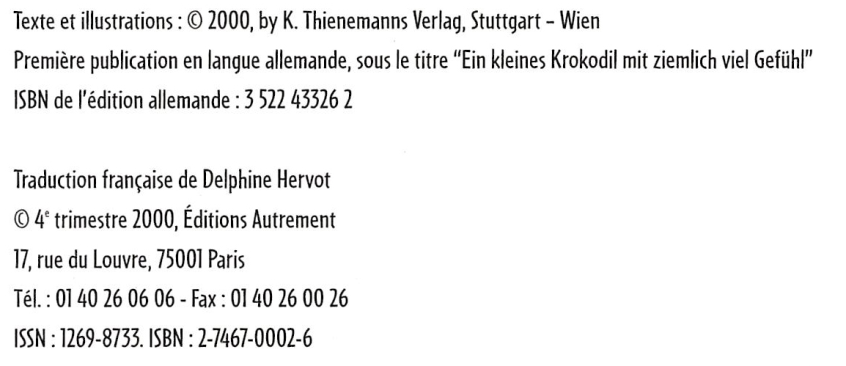 Texte et illustrations : © 2000, by K. Thienemanns Verlag, Stuttgart – Wien
Première publication en langue allemande, sous le titre “Ein kleines Krokodil mit ziemlich viel Gefühl”
ISBN de l’édition allemande : 3 522 43326 2
Traduction française de Delphine Hervot
© 4e trimestre 2000, Éditions Autrement
17, rue du Louvre, 75001 Paris
Tél. : 01 40 26 06 06 - Fax : 01 40 26 00 26
ISSN : 1269-8733. ISBN : 2-7467-0002-6